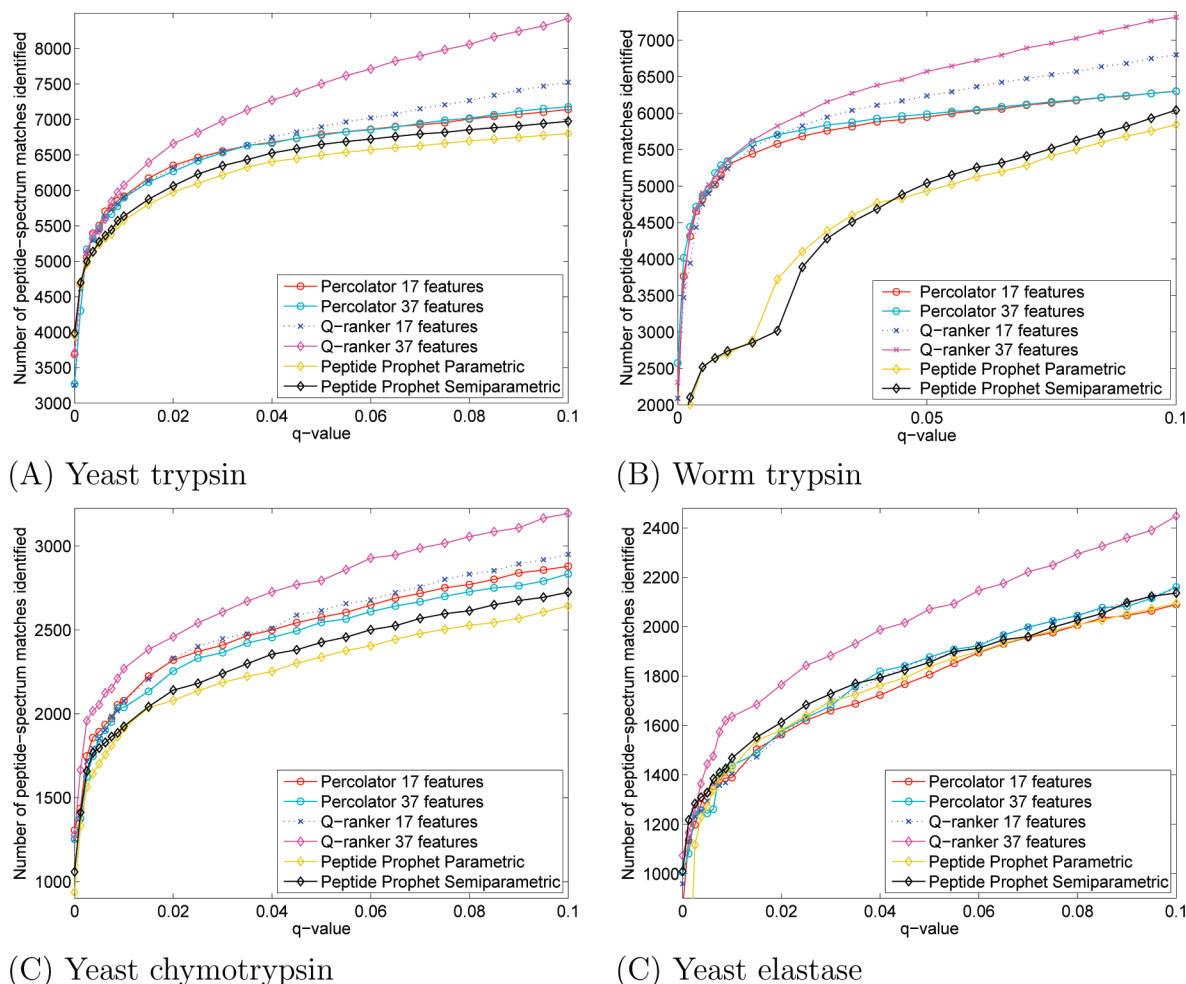 Number of peptide-spectrum matches identified
8000
7500
7000
6500
6000
5500
5000
4500
4000
3500
3000
0
0.02
0.04
0.06
0.08
0.1
q-value
Percolator 17 features
Percolator 37 features
Q-ranker 17 features
Q-ranker 37 features
Peptide Prophet Parametric
Peptide Prophet Semiparametric
(A) Yeast trypsin
Number of peptide-spectrum matches identified
7000
6500
6000
5500
5000
4500
4000
3500
3000
2500
2000
0
0.05
0.1
q-value
Percolator 17 features
Percolator 37 features
Q-ranker 17 features
Q-ranker 37 features
Peptide Prophet Parametric
Peptide Prophet Semiparametric
(B) Worm trypsin
Number of peptide-spectrum matches identified
3000
2500
2000
1500
1000
0
0.02
0.04
0.06
0.08
0.1
q-value
Percolator 17 features
Percolator 37 features
Q-ranker 17 features
Q-ranker 37 features
Peptide Prophet Parametric
Peptide Prophet Semiparametric
(C) Yeast chymotrypsin
Number of peptide-spectrum matches identified
2400
2200
2000
1800
1600
1400
1200
1000
0
0.02
0.04
0.06
0.08
0.1
q-value
Percolator 17 features
Percolator 37 features
Q-ranker 17 features
Q-ranker 37 features
Peptide Prophet Parametric
Peptide Prophet Semiparametric
(C) Yeast elastase